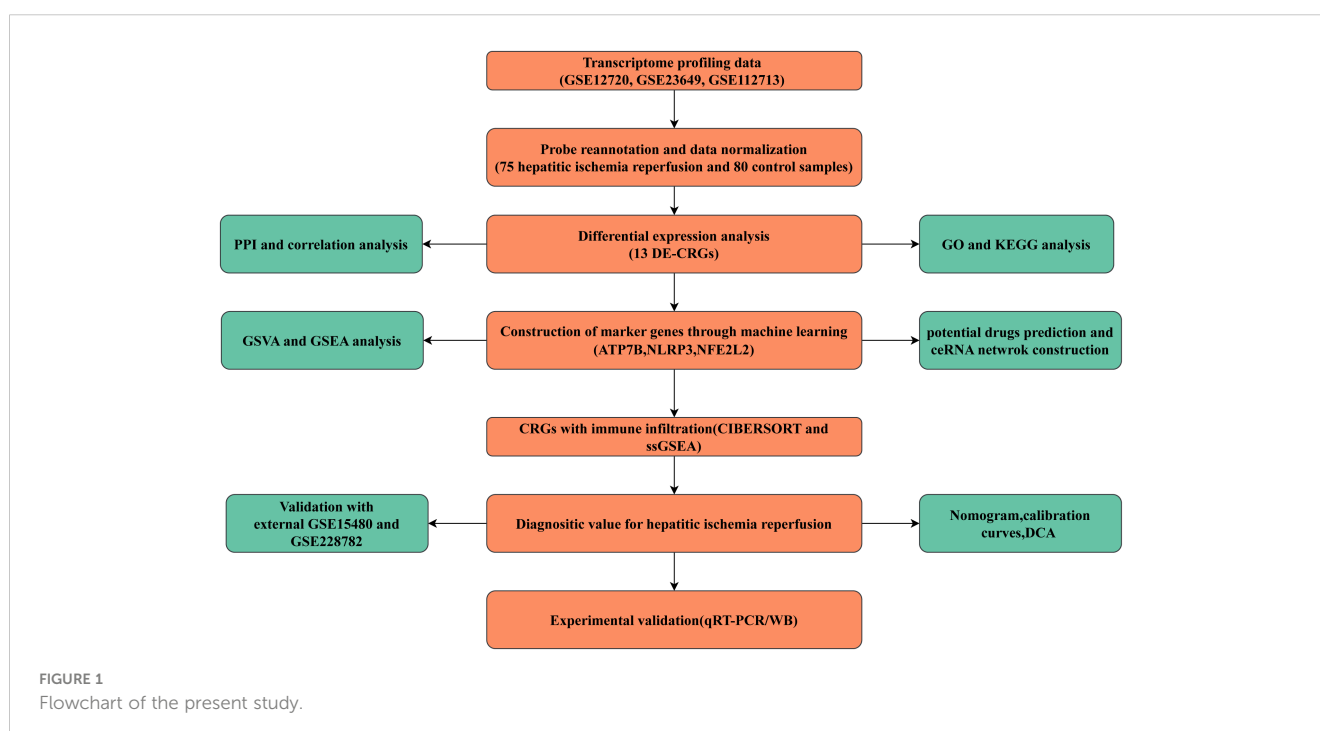 Transcriptome profiling data
(GSE12720, GSE23649, GSE112713)
Probe reannotation and data normalization
(75 hepatitic ischemia reperfusion and 80 control samples)
PPI and correlation analysis
Differential expression analysis
(13 DE-CRGs)
GO and KEGG analysis
GSVA and GSEA analysis
Construction of marker genes through machine learning
(ATP7B,NLRP3,NFE2L2)
potential drugs prediction and
ceRNA netwrok construction
CRGs with immune infiltration(CIBERSORT and
ssGSEA)
Validation with
external GSE15480 and
GSE228782
Diagnositic value for hepatitic ischemia reperfusion
Nomogram,calibration
curves,DCA
Experimental validation(qRT-PCR/WB)
FIGURE 1
Flowchart of the present study.